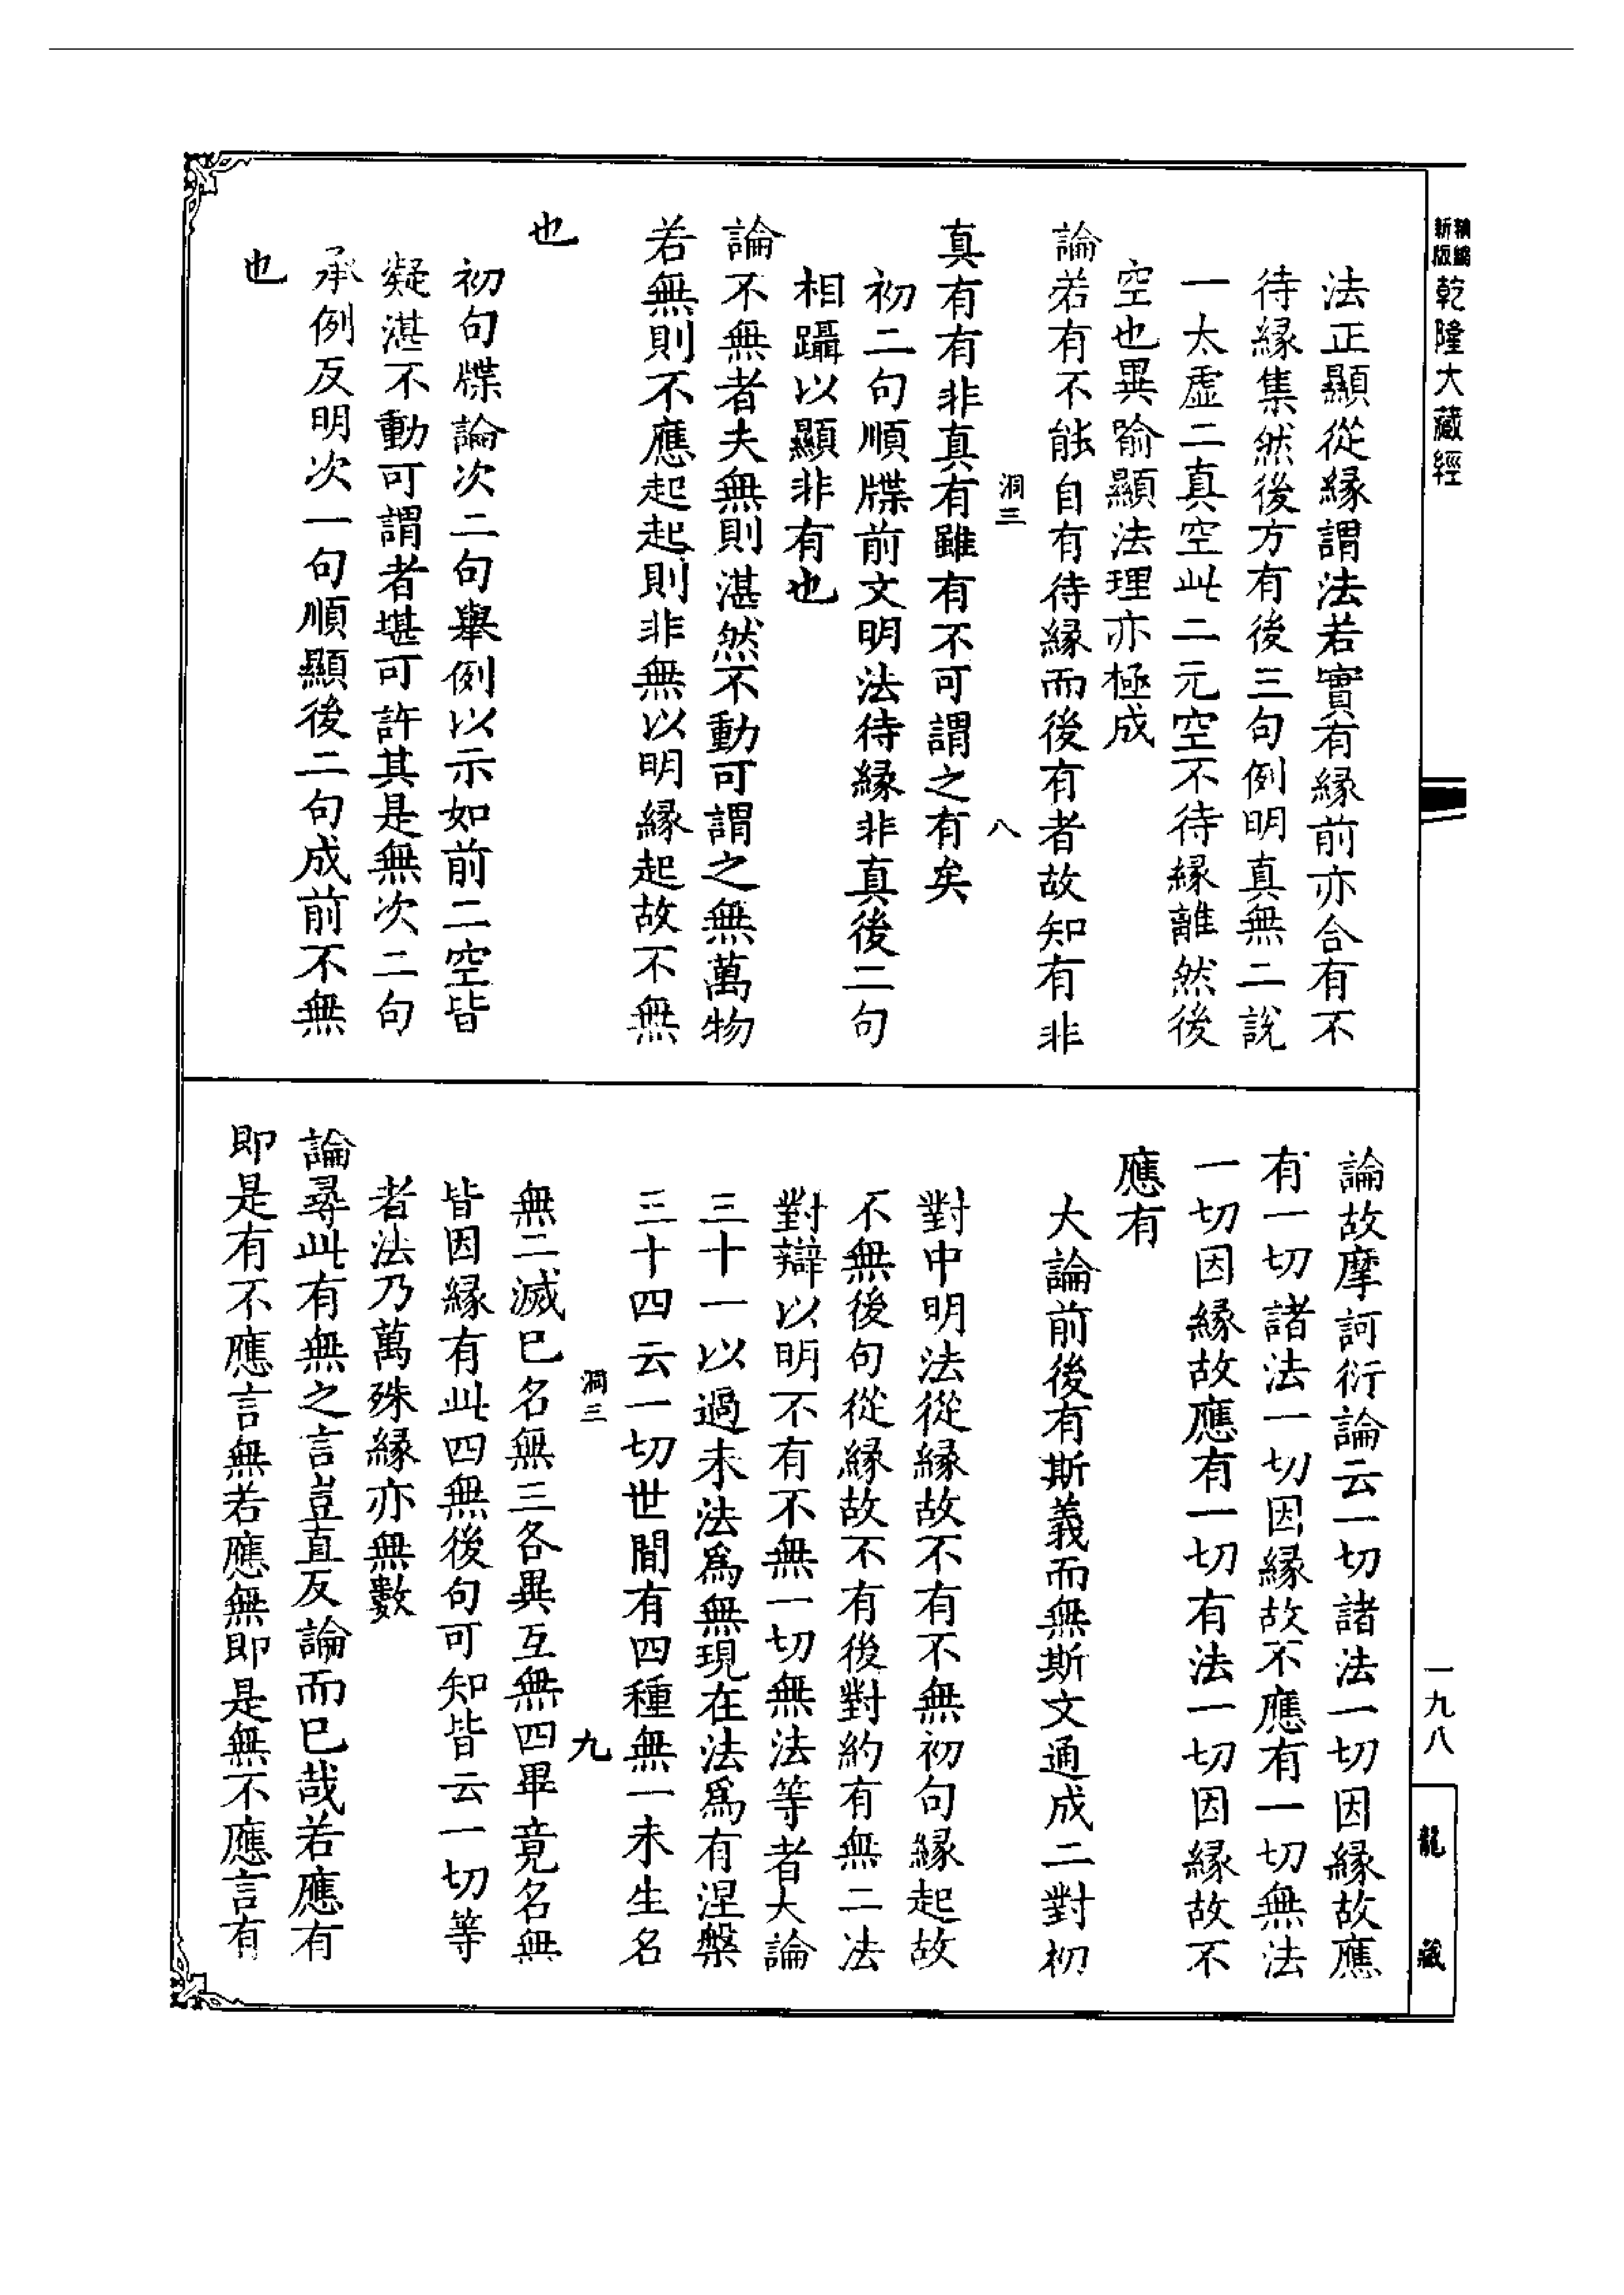 新版精縮乾隆大藏經
法正顯從緣謂法若實有緣前亦合有不
待緣集然後方有後三句例明真無二說
一太虛二真空此二元空不待緣離然後
空也異喻顯法理亦極成
論若有不能自有待緣而後有者故知有非
洞三 八
真有有非真有雖有不可謂之有矣
初二句順牒前文明法待緣非真後二句
相躡以顯非有也
論不無者夫無則湛然不動可謂之無萬物
若無則不應起起則非無以明緣起故不無
也
初句牒論次二句舉例以示如前二空皆
凝湛不動可謂者堪可許其是無次二句
承例反明次一句順顯後二句成前不無
也
論故摩訶衍論云一切諸法一切因緣故應
有一切諸法一切因緣故不應有一切無法
一切因緣故應有一切有法一切因緣故不
應有
大論前後有斯義而無斯文通成二對初
對中明法從緣故不有不無初句緣起故
不無後句從緣故不有後對約有無二法
對辯以明不有不無一切無法等者大論
三十一以過未法為無現在法為有涅槃
三十四云一切世間有四種無一未生名
洞三 九
無二滅已名無三各異互無四畢竟名無
皆因緣有此四無後句可知皆云一切等
者法乃萬殊緣亦無數
論尋此有無之言豈直反論而已哉若應有
即是有不應言無若應無即是無不應言有
一九八
龍藏